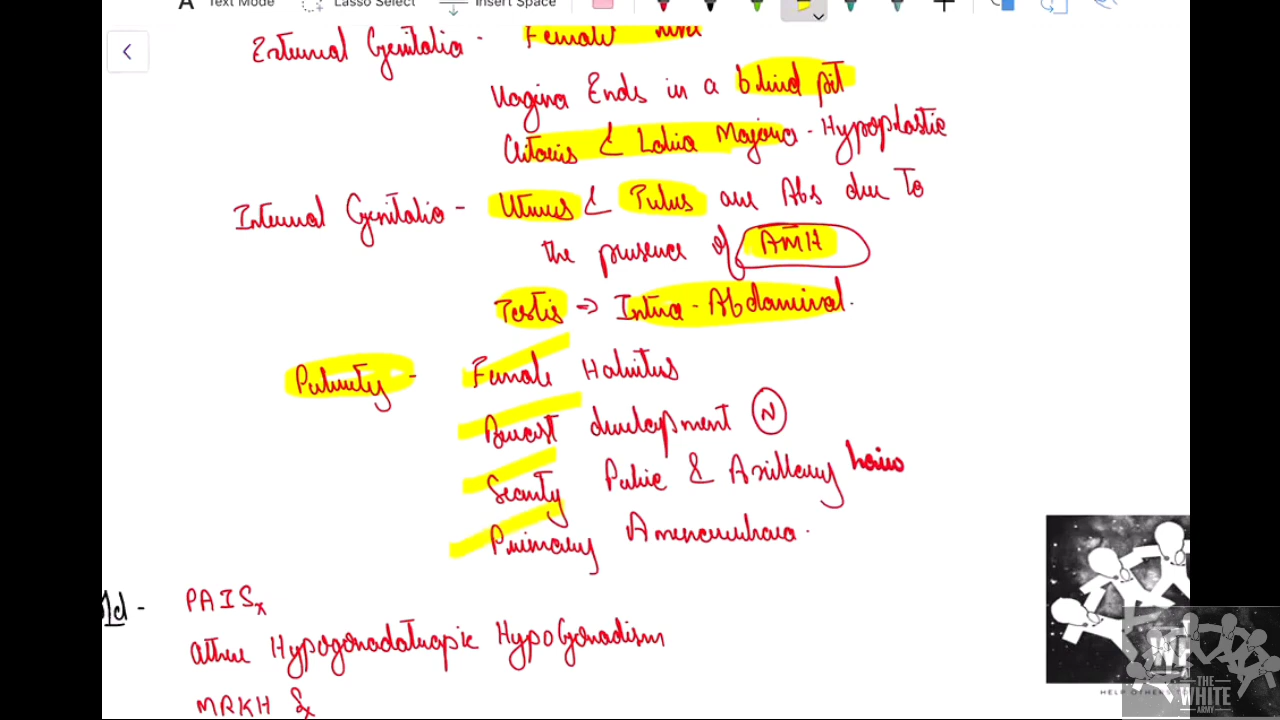 Text Mode Lasso Select Insert Space
External Genitalia - Female like
Vagina Ends in a blind pit
Clitoris & Labia Majora - Hypoplastic
Internal Genitalia - Uterus & Tubes are Abs due To
the presence of AMH
Testis => Intra-Abdominal.
Puberty - Female Habitus
Breast development N
Scanty Pubic & Axillary hairs
Primary Amenorrhoea.
PAIS
other Hypogonadotropic HypoGonadism
MRKH
THE
WHITE
ARMY